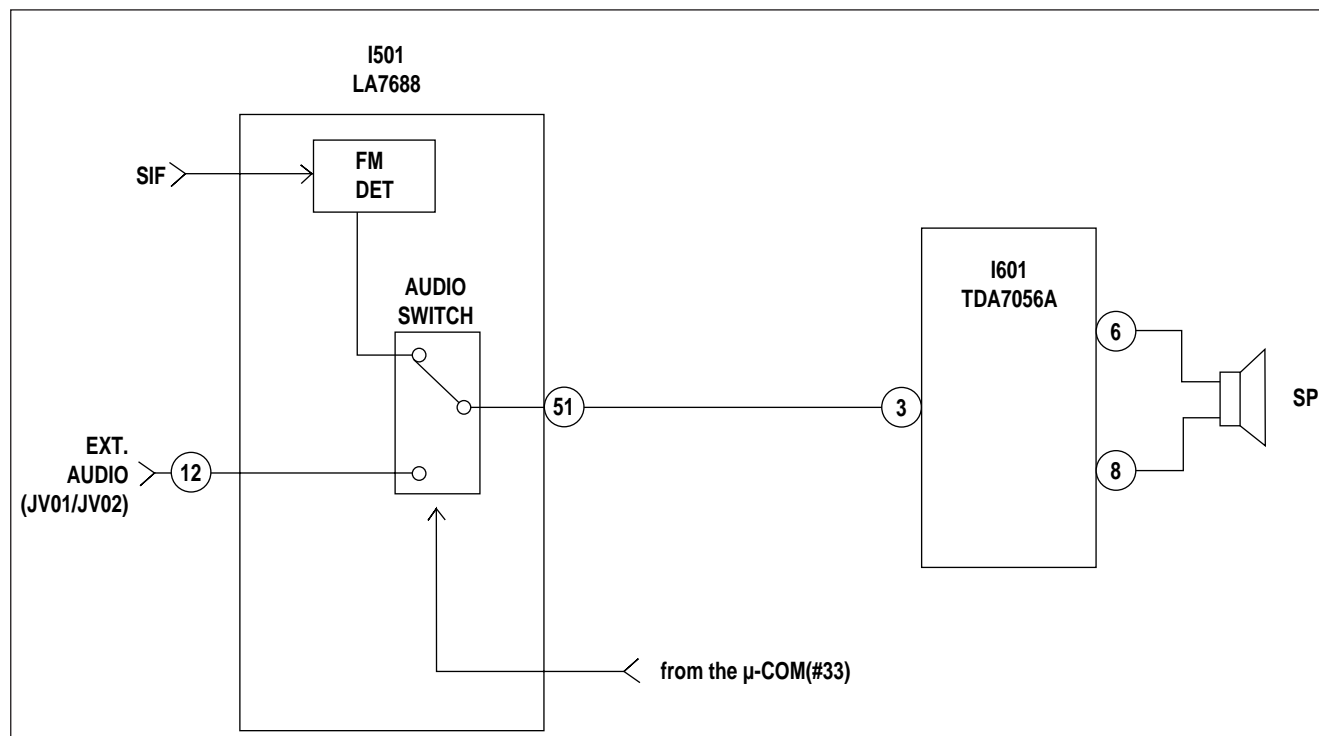 I501
LA7688
SIF
FM
DET
AUDIO
SWITCH
I601
TDA7056A
6
51
3
SP
EXT.
AUDIO
(JV01/JV02)
12
8
from the µ-COM(#33)